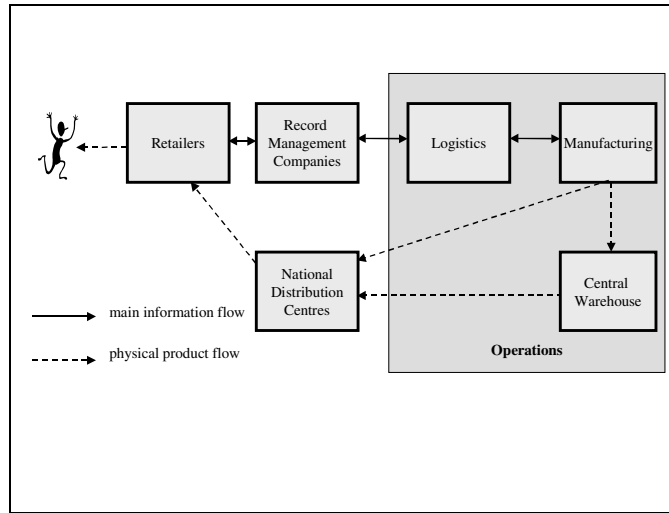 Retailers
Record
Management
Companies
Logistics
Manufacturing
National
Distribution
Centres
Central
Warehouse
main information flow
physical product flow
Operations